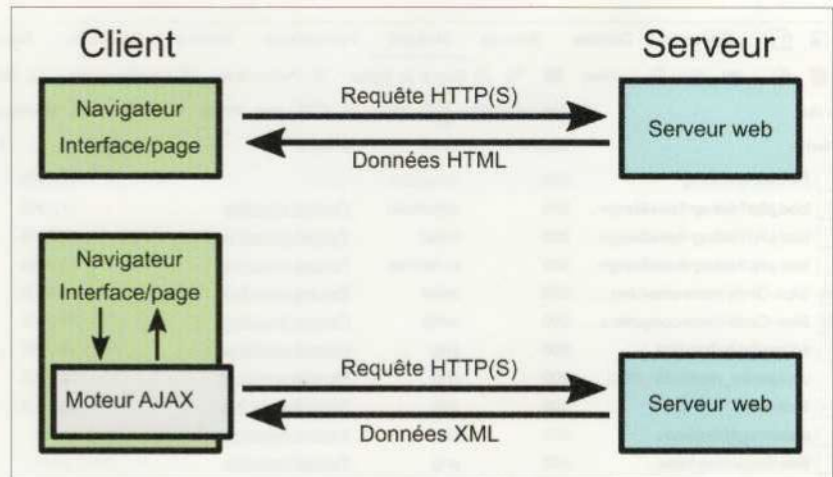 Client
Serveur
Navigateur
Interface/page
Requête HTTP(S)
Données HTML
Serveur web
Navigateur
Interface/page
Moteur AJAX
Requête HTTP(S)
Données XML
Serveur web